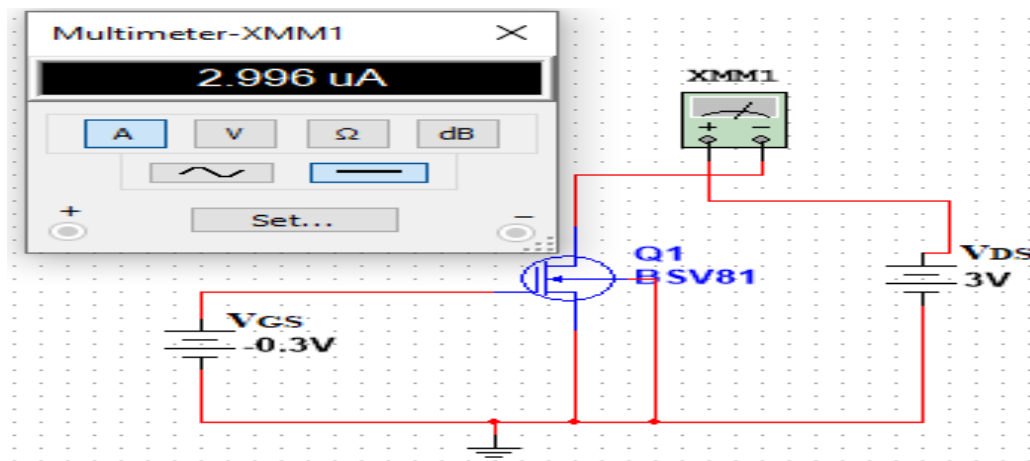 Multimeter-XMM1
2.996 uA
A V Ω dB
+ −
Set...
XMM1
+ −
Q1
BSV81
VDS
3V
VGS
-0.3V